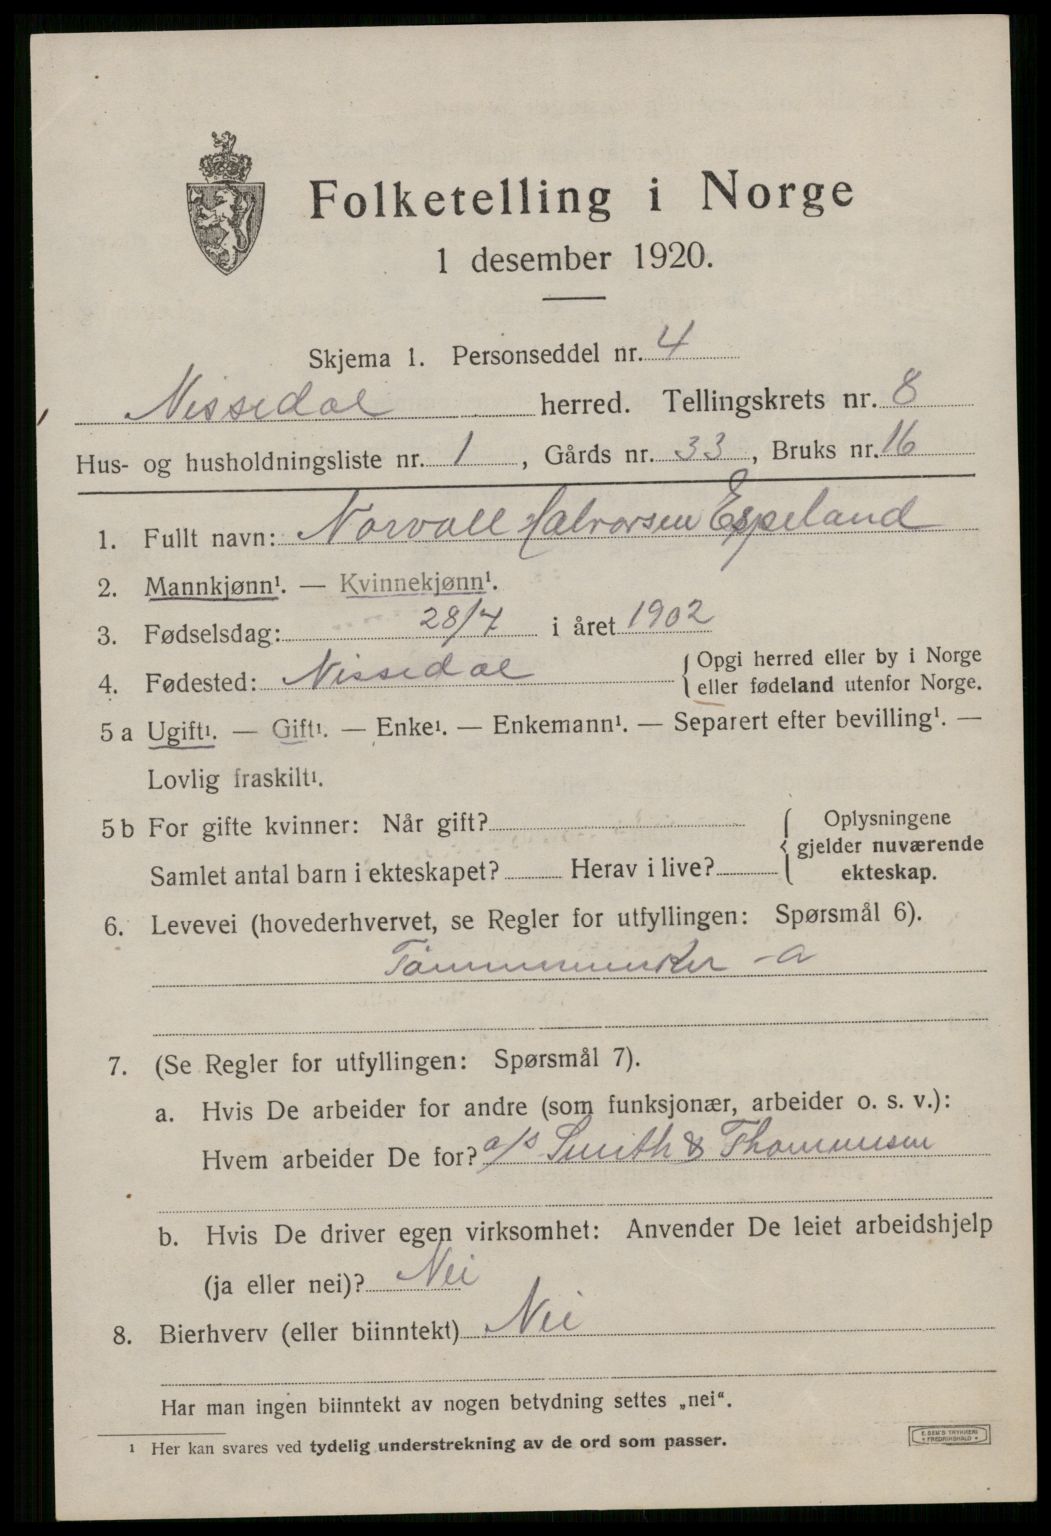 Folketelling i Norge
1 desember 1920.
Skjema 1. Personseddel nr. 4
Nissedal herred. Tellingskrets nr. 8
Hus- og husholdningsliste nr. 1, Gårds nr. 33, Bruks nr. 16
1. Fullt navn: Norvall Halvorsen Espeland
2. Mannkjønn¹. — Kvinnekjønn¹.
3. Fødselsdag: 28/7 i året 1902
4. Fødested: Nissedal { Opgi herred eller by i Norge
eller fødeland utenfor Norge.
5 a Ugift¹. — Gift¹. — Enke¹. — Enkemann¹. — Separert efter bevilling¹. —
Lovlig fraskilt¹.
5 b For gifte kvinner: Når gift? { Oplysningene
gjelder nuværende
Samlet antal barn i ekteskapet? Herav i live? ekteskap.
6. Levevei (hovederhvervet, se Regler for utfyllingen: Spørsmål 6).
-a
7. (Se Regler for utfyllingen: Spørsmål 7).
a. Hvis De arbeider for andre (som funksjonær, arbeider o. s. v.):
Hvem arbeider De for? a/s Smith & Thommesen
b. Hvis De driver egen virksomhet: Anvender De leiet arbeidshjelp
(ja eller nei)? Nei
8. Bierhverv (eller biinntekt) Nei
Har man ingen biinntekt av nogen betydning settes „nei“.
¹ Her kan svares ved tydelig understrekning av de ord som passer.
E. SEM'S TRYKKERI
FREDRIKSHALD